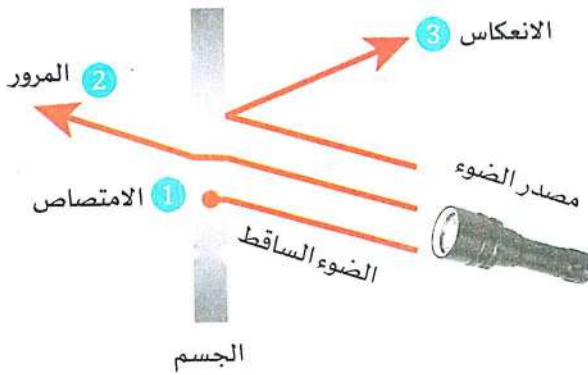 3 الانعكاس
2 المرور
مصدر الضوء
1 الامتصاص
الضوء الساقط
الجسم